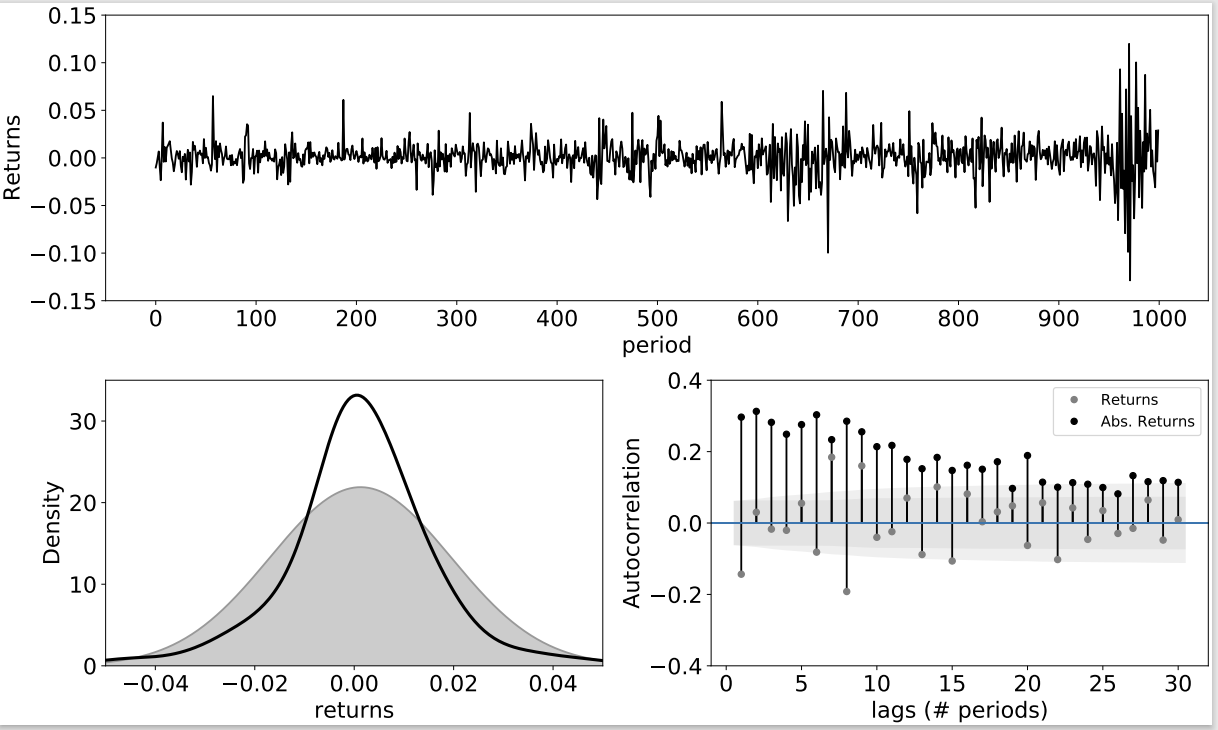 0.15
0.10
0.05
0.00
−0.05
−0.10
−0.15
Returns
0 100 200 300 400 500 600 700 800 900 1000
period
30
20
10
0
Density
−0.04 −0.02 0.00 0.02 0.04
returns
0.4
0.2
0.0
−0.2
−0.4
Autocorrelation
Returns
Abs. Returns
0 5 10 15 20 25 30
lags (# periods)